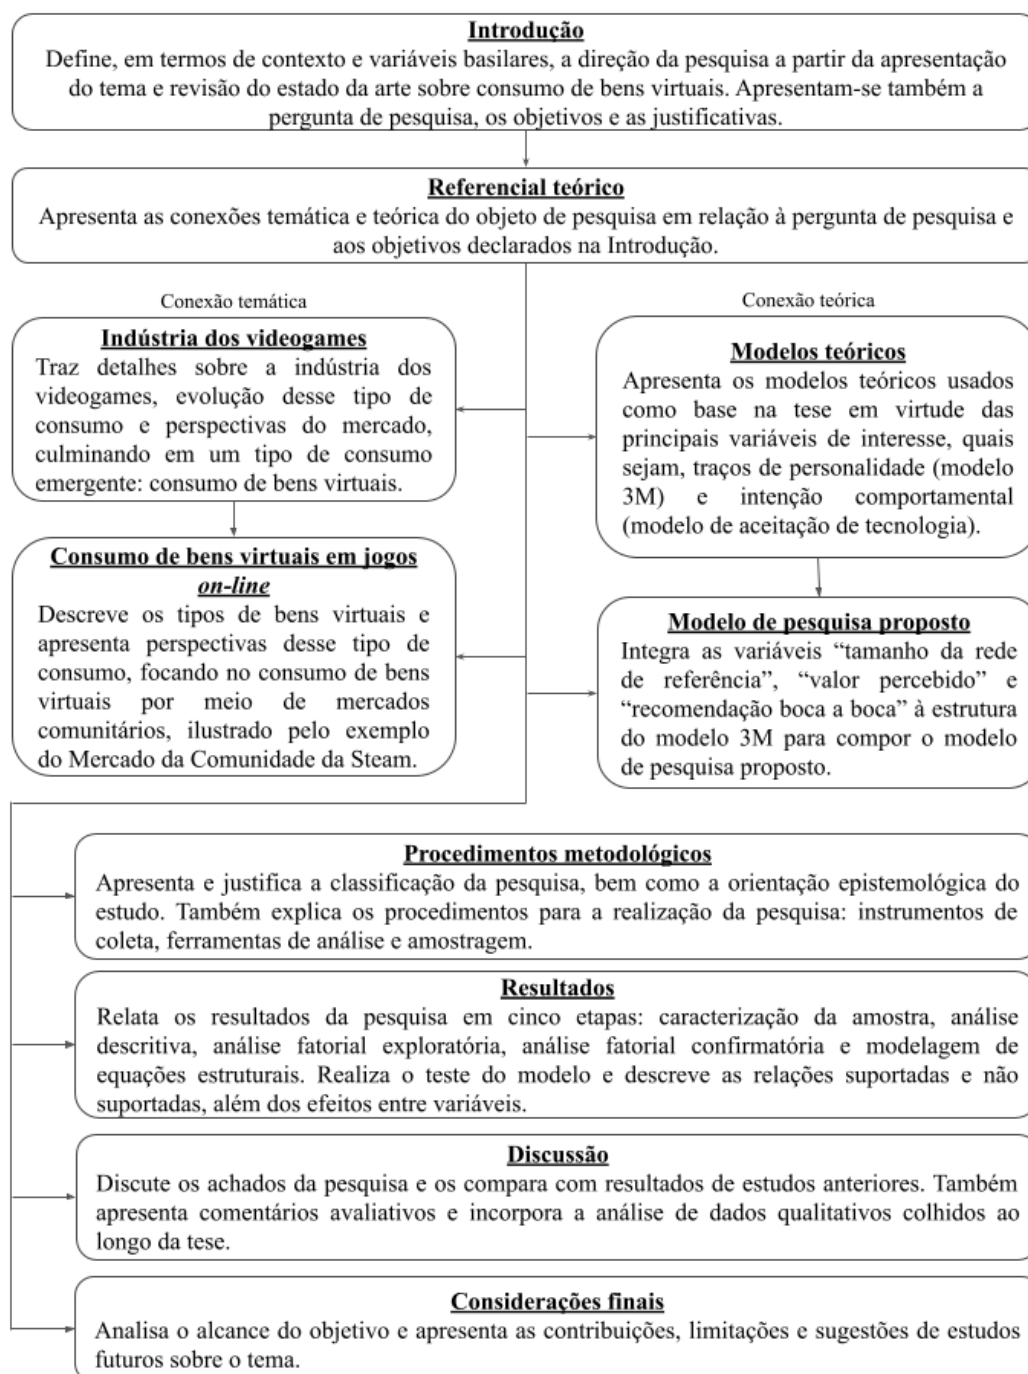 Introdução
Define, em termos de contexto e variáveis basilares, a direção da pesquisa a partir da apresentação
do tema e revisão do estado da arte sobre consumo de bens virtuais. Apresentam-se também a
pergunta de pesquisa, os objetivos e as justificativas.
Referencial teórico
Apresenta as conexões temática e teórica do objeto de pesquisa em relação à pergunta de pesquisa e
aos objetivos declarados na Introdução.
Conexão temática
Indústria dos videogames
Traz detalhes sobre a indústria dos
videogames, evolução desse tipo de
consumo e perspectivas do mercado,
culminando em um tipo de consumo
emergente: consumo de bens virtuais.
Consumo de bens virtuais em jogos
on-line
Descreve os tipos de bens virtuais e
apresenta perspectivas desse tipo de
consumo, focando no consumo de bens
virtuais por meio de mercados
comunitários, ilustrado pelo exemplo
do Mercado da Comunidade da Steam.
Conexão teórica
Modelos teóricos
Apresenta os modelos teóricos usados
como base na tese em virtude das
principais variáveis de interesse, quais
sejam, traços de personalidade (modelo
3M) e intenção comportamental
(modelo de aceitação de tecnologia).
Modelo de pesquisa proposto
Integra as variáveis “tamanho da rede
de referência”, “valor percebido” e
“recomendação boca a boca” à estrutura
do modelo 3M para compor o modelo
de pesquisa proposto.
Procedimentos metodológicos
Apresenta e justifica a classificação da pesquisa, bem como a orientação epistemológica do
estudo. Também explica os procedimentos para a realização da pesquisa: instrumentos de
coleta, ferramentas de análise e amostragem.
Resultados
Relata os resultados da pesquisa em cinco etapas: caracterização da amostra, análise
descritiva, análise fatorial exploratória, análise fatorial confirmatória e modelagem de
equações estruturais. Realiza o teste do modelo e descreve as relações suportadas e não
suportadas, além dos efeitos entre variáveis.
Discussão
Discute os achados da pesquisa e os compara com resultados de estudos anteriores. Também
apresenta comentários avaliativos e incorpora a análise de dados qualitativos colhidos ao
longo da tese.
Considerações finais
Analisa o alcance do objetivo e apresenta as contribuições, limitações e sugestões de estudos
futuros sobre o tema.